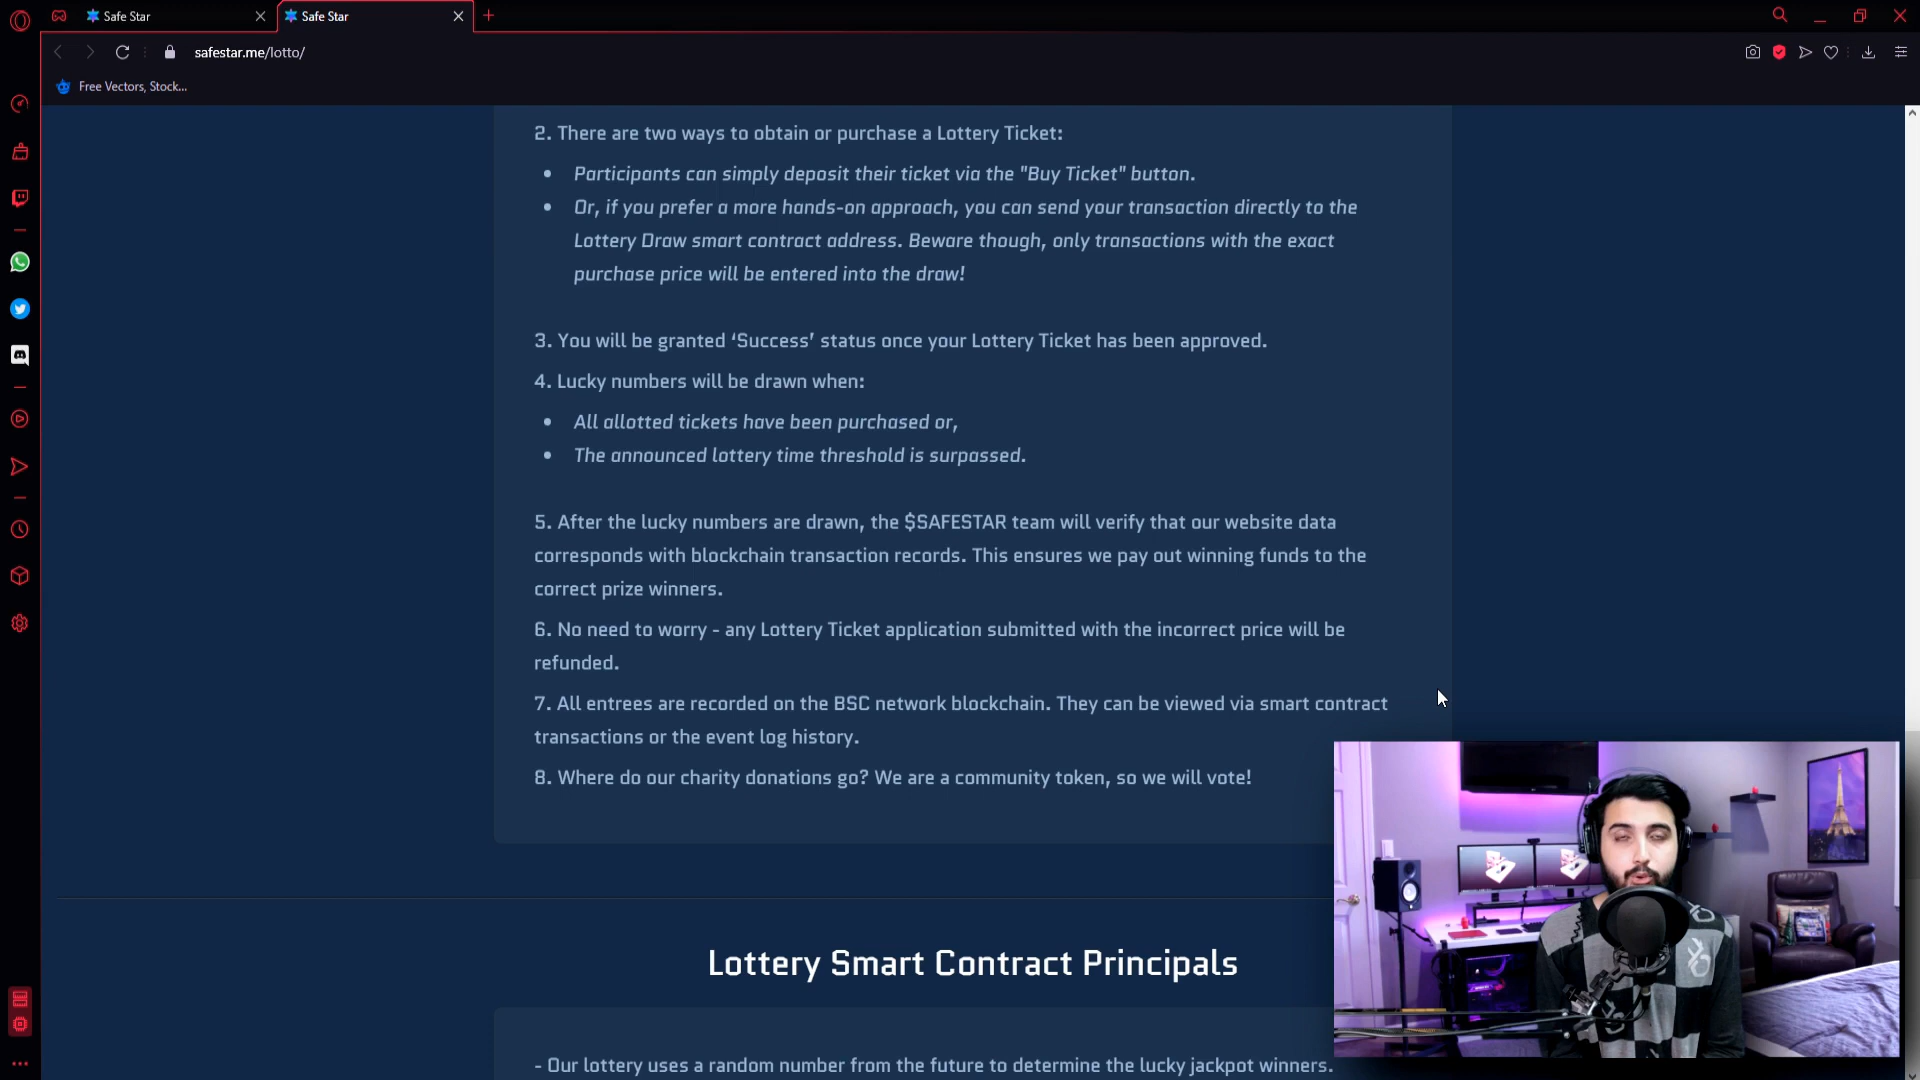 Safe Star
Safe Star
safestar.me/lotto/
Free Vectors, Stock...
2. There are two ways to obtain or purchase a Lottery Ticket:
• Participants can simply deposit their ticket via the "Buy Ticket" button.
• Or, if you prefer a more hands-on approach, you can send your transaction directly to the
Lottery Draw smart contract address. Beware though, only transactions with the exact
purchase price will be entered into the draw!
3. You will be granted ‘Success’ status once your Lottery Ticket has been approved.
4. Lucky numbers will be drawn when:
• All allotted tickets have been purchased or,
• The announced lottery time threshold is surpassed.
5. After the lucky numbers are drawn, the $SAFESTAR team will verify that our website data
corresponds with blockchain transaction records. This ensures we pay out winning funds to the
correct prize winners.
6. No need to worry - any Lottery Ticket application submitted with the incorrect price will be
refunded.
7. All entrees are recorded on the BSC network blockchain. They can be viewed via smart contract
transactions or the event log history.
8. Where do our charity donations go? We are a community token, so we will vote!
Lottery Smart Contract Principals
- Our lottery uses a random number from the future to determine the lucky jackpot winners.